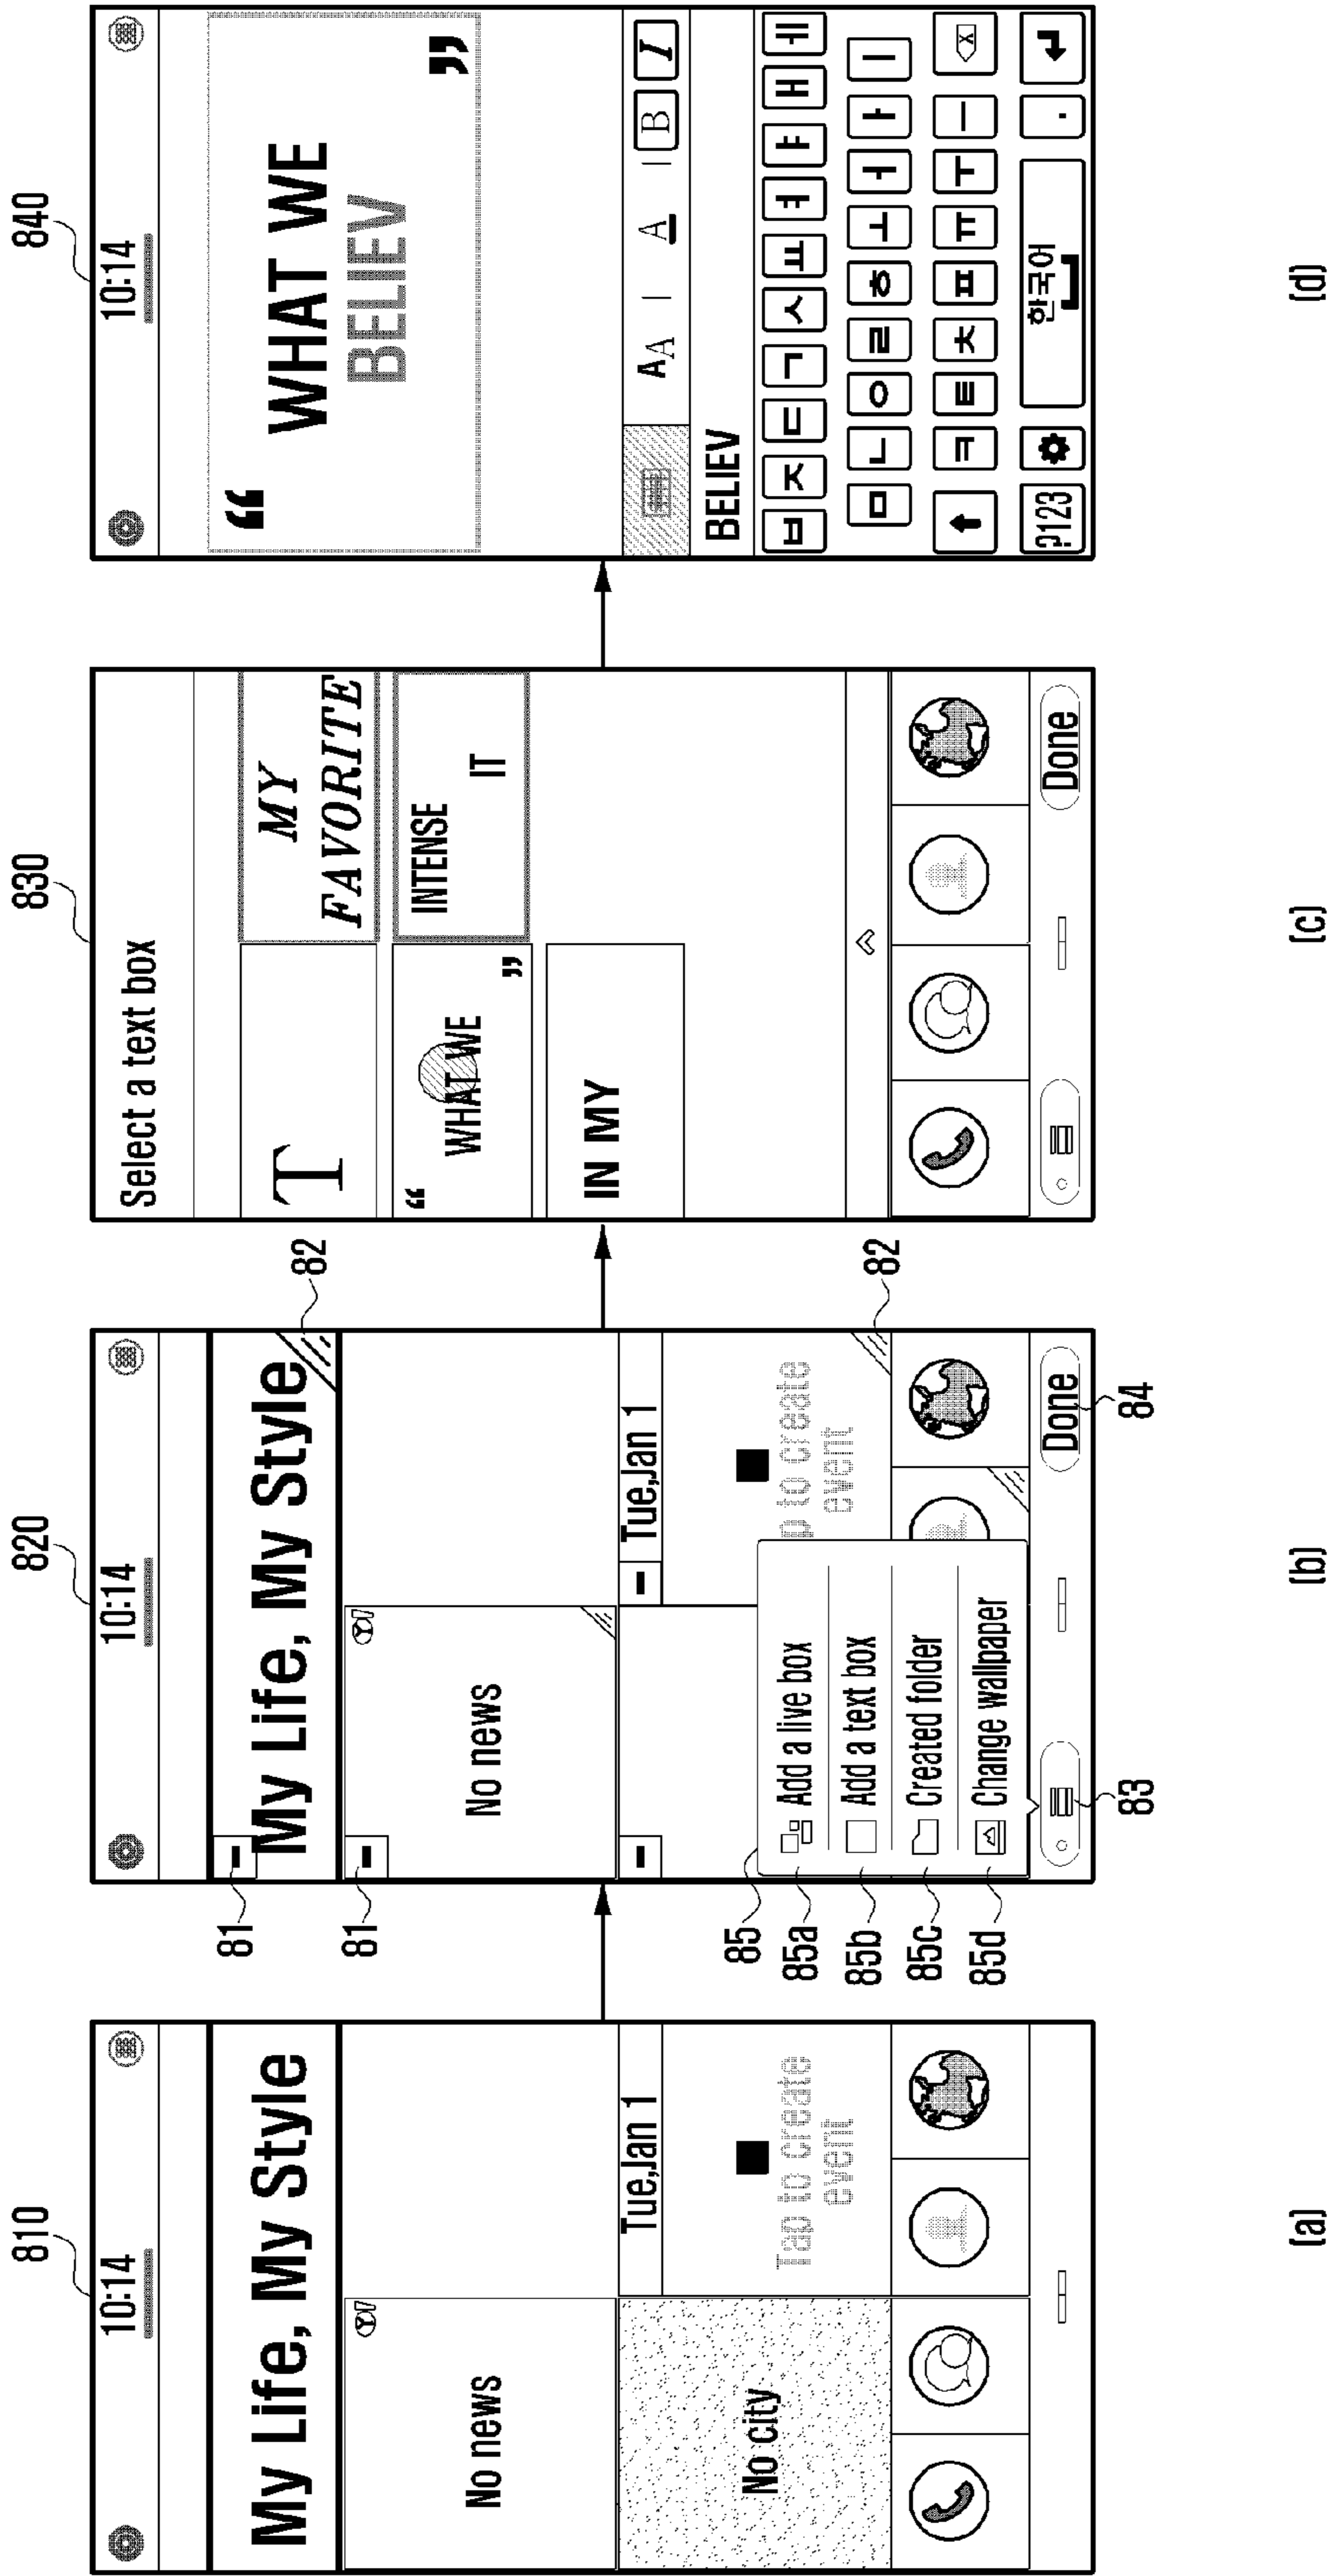 810
10:14
My Life, My Style
No news
Y!
Tue,Jan 1
Tap to create
event
No city
(a)
820
10:14
81
My Life, My Style
82
81
No news
Y!
Tue,Jan 1
p to create
event
82
85
85a
Add a live box
85b
Add a text box
85c
Created folder
85d
Change wallpaper
Done
83
84
(b)
830
Select a text box
T
MY
FAVORITE
“
WHAT WE
”
INTENSE
IT
IN MY
Done
(c)
840
10:14
“
WHAT WE
BELIEV
”
AA | A | B I
BELIEV
ㅂ ㅈ ㄷ ㄱ ㅅ ㅛ ㅕ ㅑ ㅐ ㅔ
ㅁ ㄴ ㅇ ㄹ ㅎ ㅗ ㅓ ㅏ ㅣ
ㅋ ㅌ ㅊ ㅍ ㅠ ㅜ ㅡ X
?123 한국어 .
(d)